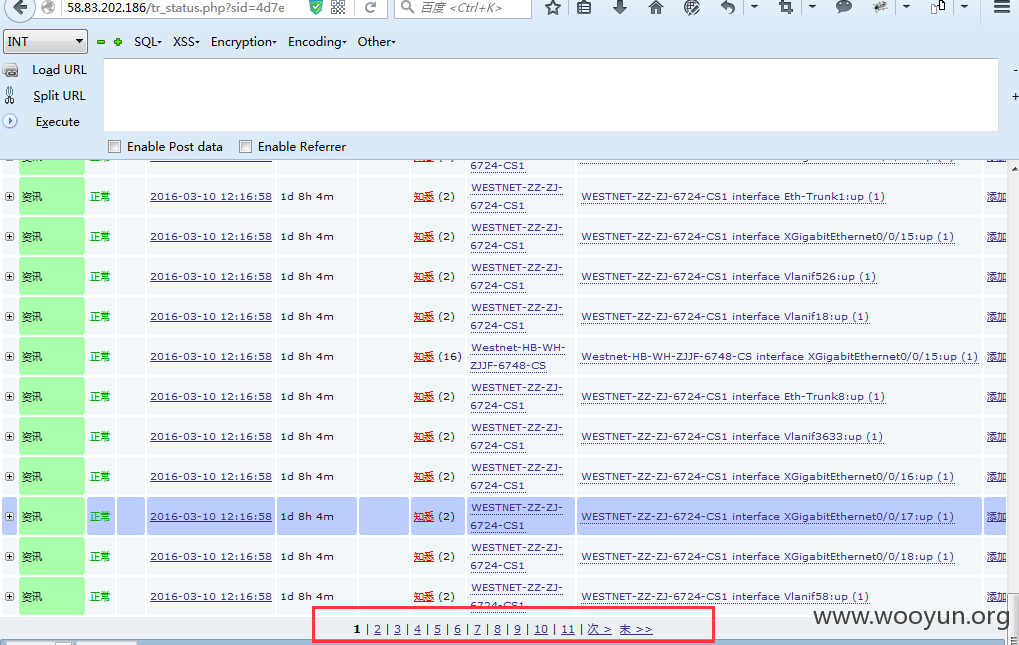 58.83.202.186/tr_status.php?sid=4d7e
百度 <Ctrl+K>
INT SQL XSS Encryption Encoding Other
Load URL
Split URL
Execute
Enable Post data Enable Referrer
6724-CS1
资讯 正常 2016-03-10 12:16:58 1d 8h 4m 知悉 (2) WESTNET-ZZ-ZJ-6724-CS1 WESTNET-ZZ-ZJ-6724-CS1 interface Eth-Trunk1:up (1) 添加
资讯 正常 2016-03-10 12:16:58 1d 8h 4m 知悉 (2) WESTNET-ZZ-ZJ-6724-CS1 WESTNET-ZZ-ZJ-6724-CS1 interface XGigabitEthernet0/0/15:up (1) 添加
资讯 正常 2016-03-10 12:16:58 1d 8h 4m 知悉 (2) WESTNET-ZZ-ZJ-6724-CS1 WESTNET-ZZ-ZJ-6724-CS1 interface Vlanif526:up (1) 添加
资讯 正常 2016-03-10 12:16:58 1d 8h 4m 知悉 (2) WESTNET-ZZ-ZJ-6724-CS1 WESTNET-ZZ-ZJ-6724-CS1 interface Vlanif18:up (1) 添加
资讯 正常 2016-03-10 12:16:58 1d 8h 4m 知悉 (16) Westnet-HB-WH-ZJJF-6748-CS Westnet-HB-WH-ZJJF-6748-CS interface XGigabitEthernet0/0/15:up (1) 添加
资讯 正常 2016-03-10 12:16:58 1d 8h 4m 知悉 (2) WESTNET-ZZ-ZJ-6724-CS1 WESTNET-ZZ-ZJ-6724-CS1 interface Eth-Trunk8:up (1) 添加
资讯 正常 2016-03-10 12:16:58 1d 8h 4m 知悉 (2) WESTNET-ZZ-ZJ-6724-CS1 WESTNET-ZZ-ZJ-6724-CS1 interface Vlanif3633:up (1) 添加
资讯 正常 2016-03-10 12:16:58 1d 8h 4m 知悉 (2) WESTNET-ZZ-ZJ-6724-CS1 WESTNET-ZZ-ZJ-6724-CS1 interface XGigabitEthernet0/0/16:up (1) 添加
资讯 正常 2016-03-10 12:16:58 1d 8h 4m 知悉 (2) WESTNET-ZZ-ZJ-6724-CS1 WESTNET-ZZ-ZJ-6724-CS1 interface XGigabitEthernet0/0/17:up (1) 添加
资讯 正常 2016-03-10 12:16:58 1d 8h 4m 知悉 (2) WESTNET-ZZ-ZJ-6724-CS1 WESTNET-ZZ-ZJ-6724-CS1 interface XGigabitEthernet0/0/18:up (1) 添加
资讯 正常 2016-03-10 12:16:58 1d 8h 4m 知悉 (2) WESTNET-ZZ-ZJ-6724-CS1 WESTNET-ZZ-ZJ-6724-CS1 interface Vlanif58:up (1) 添加
1 | 2 | 3 | 4 | 5 | 6 | 7 | 8 | 9 | 10 | 11 | 次 > 末 >>
www.wooyun.org